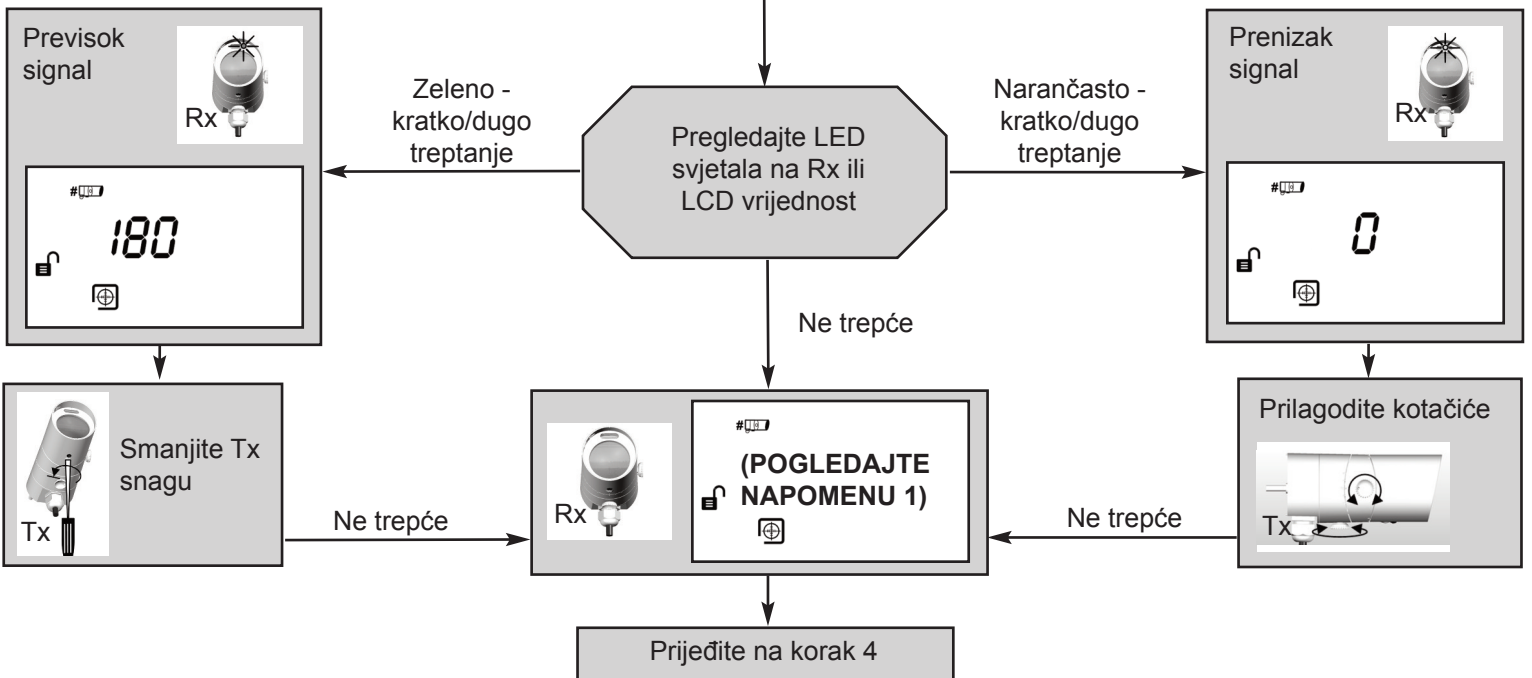 Previsok
signal
Rx
#
180
Zeleno -
kratko/dugo
treptanje
Pregledajte LED
svjetala na Rx ili
LCD vrijednost
Narančasto -
kratko/dugo
treptanje
Prenizak
signal
Rx
#
0
Ne trepće
Smanjite Tx
snagu
Tx
Ne trepće
Rx
#
(POGLEDAJTE
NAPOMENU 1)
Ne trepće
Prilagodite kotačiće
Tx
Prijeđite na korak 4